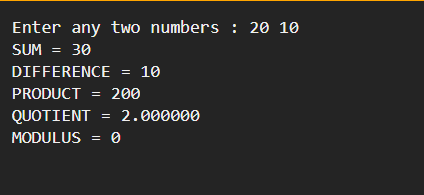 Enter any two numbers : 20 10
SUM = 30
DIFFERENCE = 10
PRODUCT = 200
QUOTIENT = 2.000000
MODULUS = 0